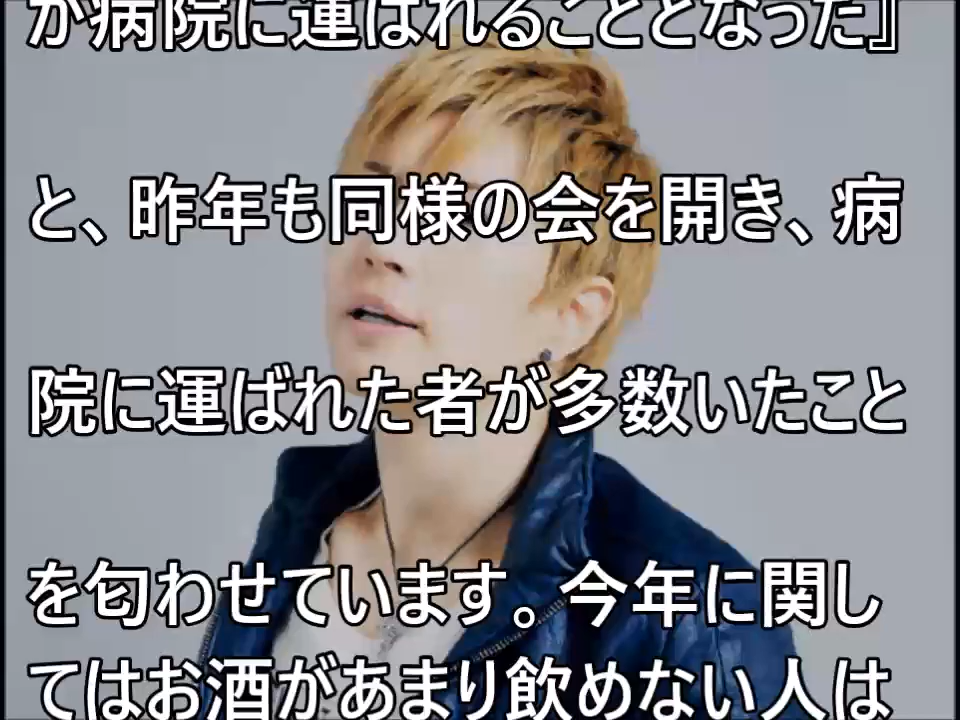 が病院に運ばれることとなった』
と、昨年も同様の会を開き、病
院に運ばれた者が多数いたこと
を匂わせています。今年に関し
てはお酒があまり飲めない人は